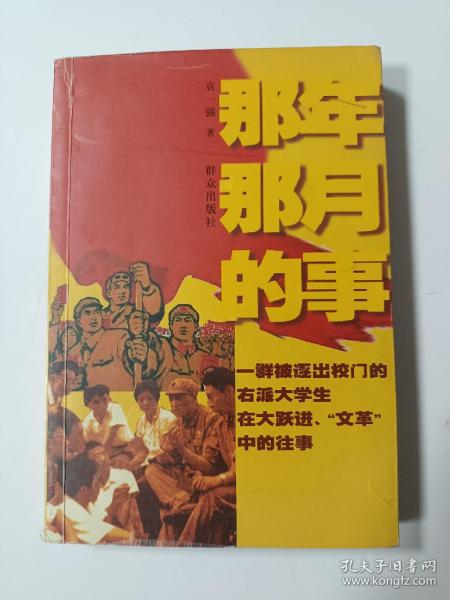 那年
那月
的事
袁一强 著
群众出版社
一群被逐出校门的
右派大学生
在大跃进、“文革”
中的往事
孔夫子旧书网
www.kongfz.com